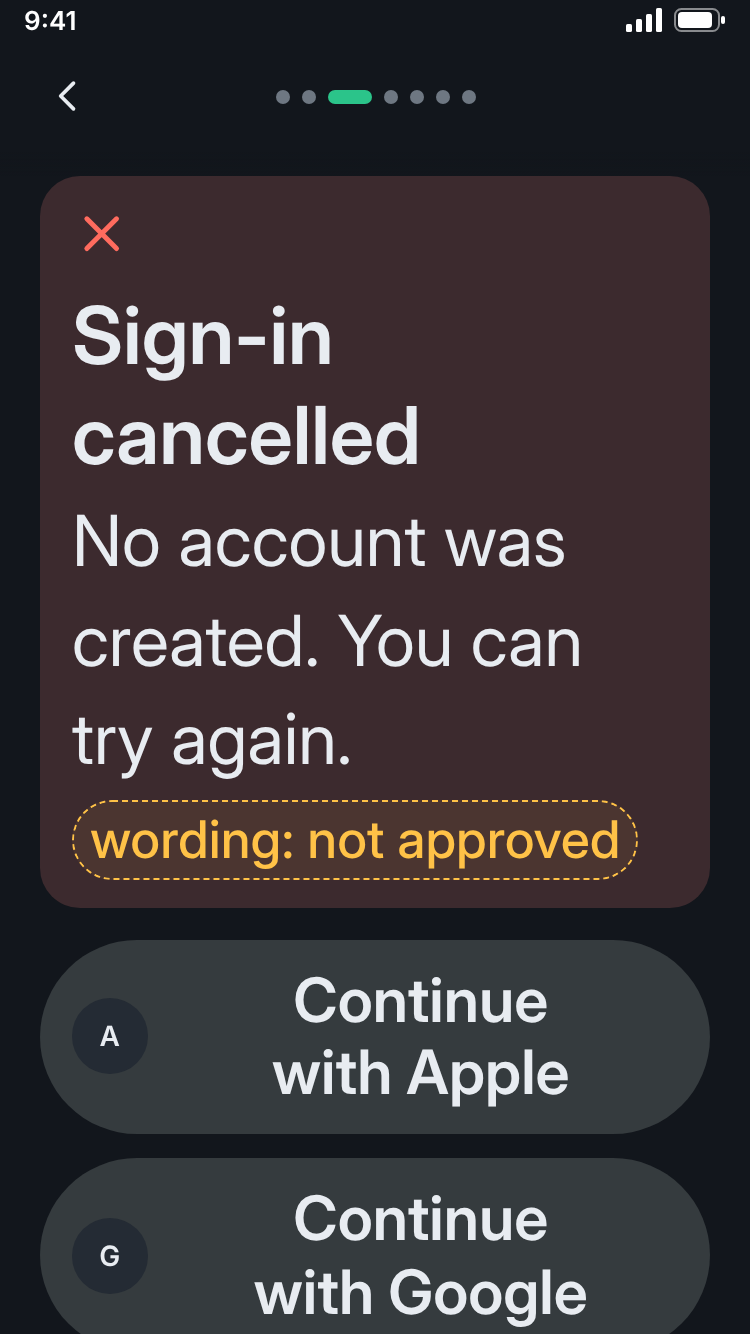 9:41
Sign-in
cancelled
No account was
created. You can
try again.
wording: not approved
A
Continue
with Apple
G
Continue
with Google